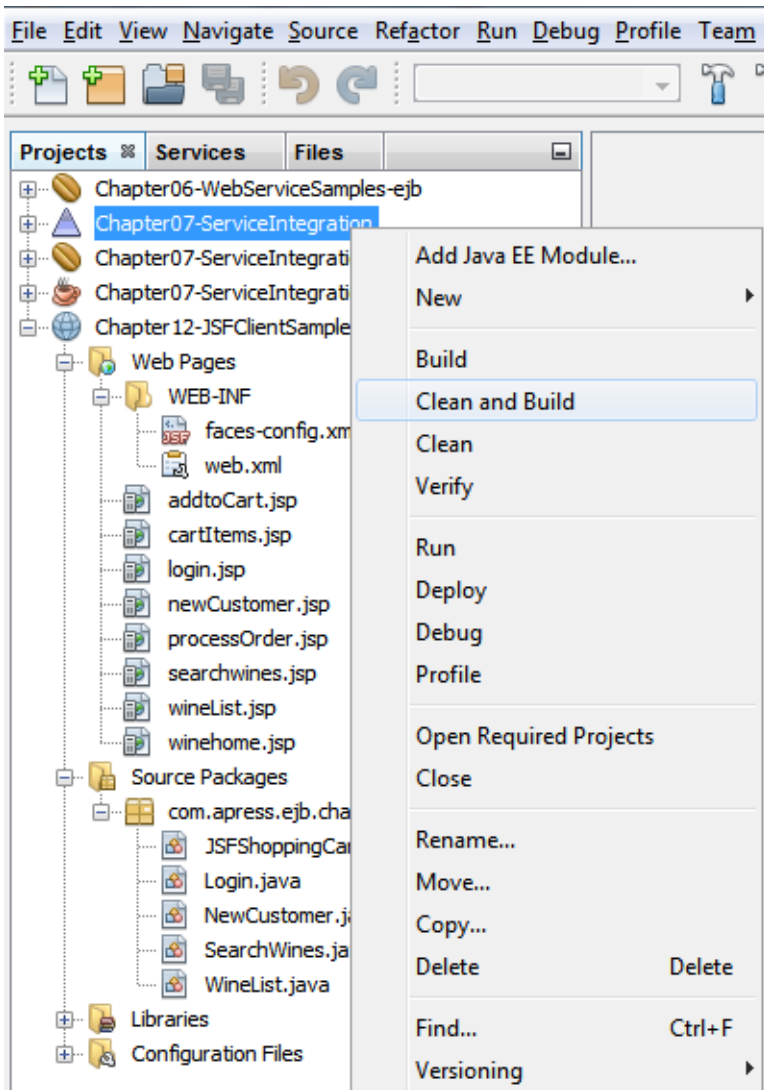 File Edit View Navigate Source Refactor Run Debug Profile Team
Projects Services Files
Chapter06-WebServiceSamples-ejb
Chapter07-ServiceIntegration
Chapter07-ServiceIntegrati
Chapter07-ServiceIntegrati
Chapter12-JSFClientSample
Web Pages
WEB-INF
faces-config.xm
web.xml
addtoCart.jsp
cartItems.jsp
login.jsp
newCustomer.jsp
processOrder.jsp
searchwines.jsp
wineList.jsp
winehome.jsp
Source Packages
com.apress.ejb.cha
JSFShoppingCar
Login.java
NewCustomer.ja
SearchWines.ja
WineList.java
Libraries
Configuration Files
Add Java EE Module...
New
Build
Clean and Build
Clean
Verify
Run
Deploy
Debug
Profile
Open Required Projects
Close
Rename...
Move...
Copy...
Delete Delete
Find... Ctrl+F
Versioning